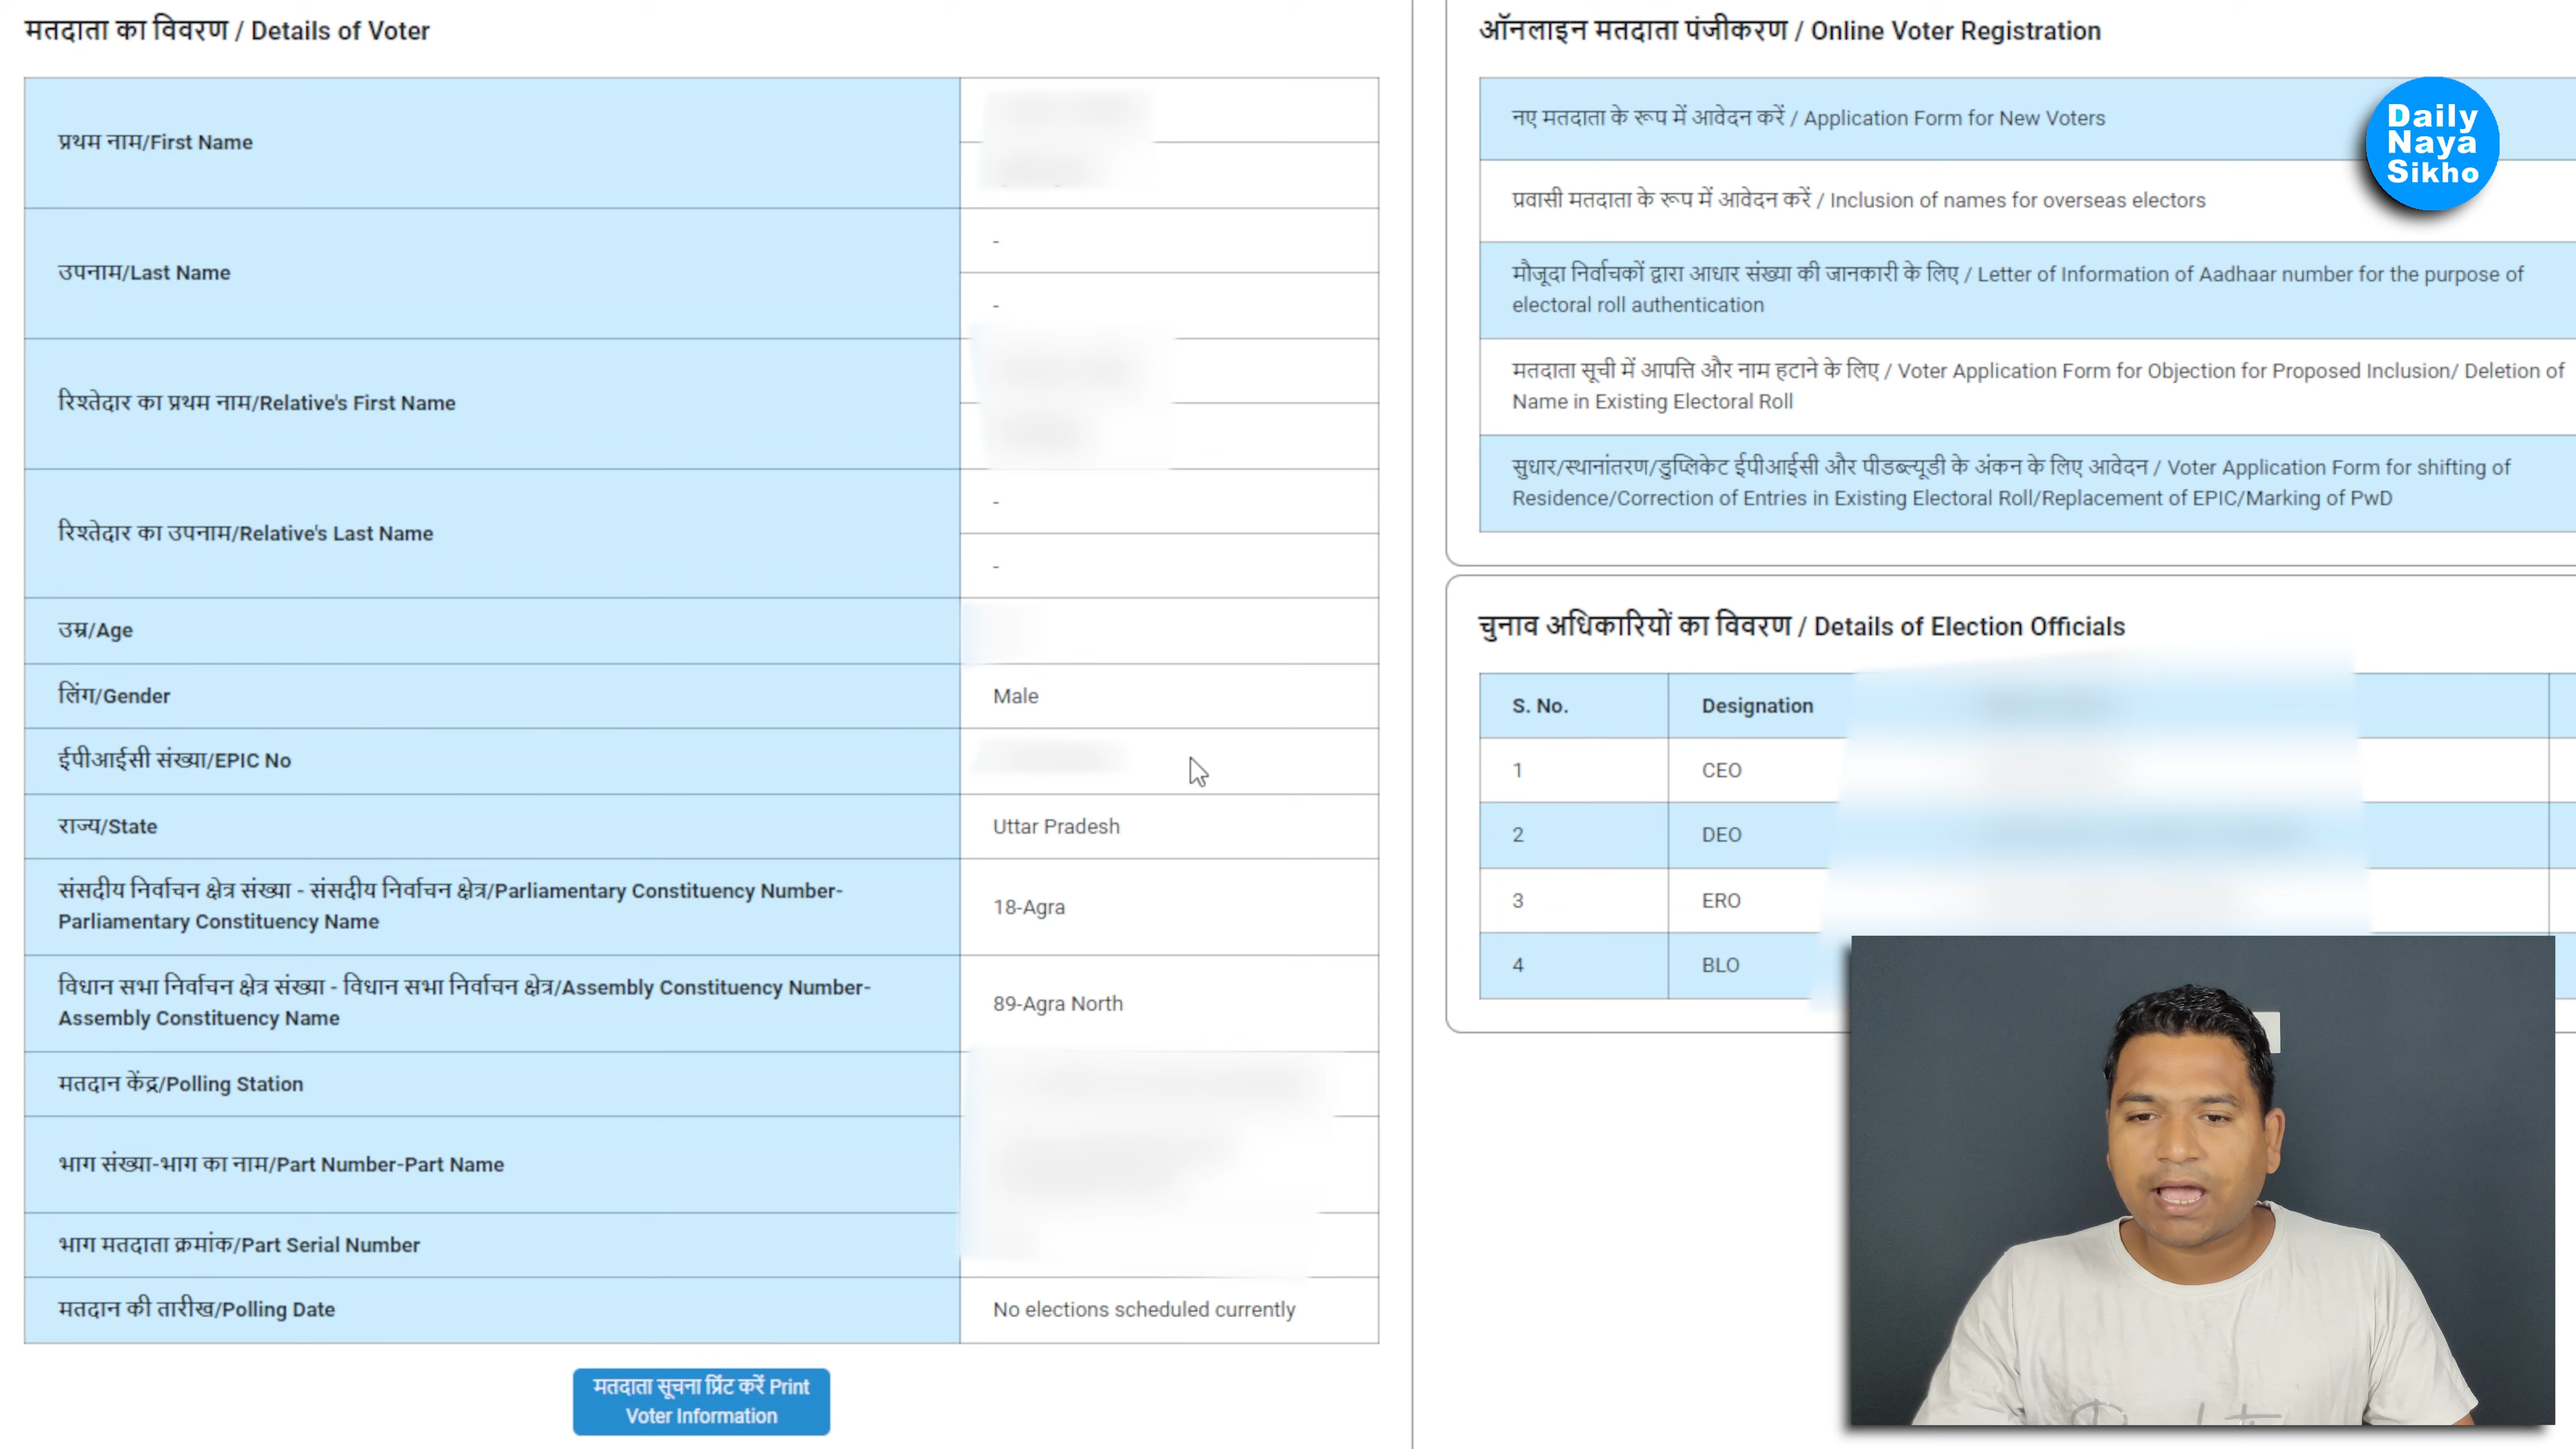 मतदाता का विवरण / Details of Voter
प्रथम नाम/First Name
उपनाम/Last Name
-
-
रिश्तेदार का प्रथम नाम/Relative's First Name
रिश्तेदार का उपनाम/Relative's Last Name
-
-
उम्र/Age
लिंग/Gender
Male
ईपीआईसी संख्या/EPIC No
राज्य/State
Uttar Pradesh
संसदीय निर्वाचन क्षेत्र संख्या - संसदीय निर्वाचन क्षेत्र/Parliamentary Constituency Number-
Parliamentary Constituency Name
18-Agra
विधान सभा निर्वाचन क्षेत्र संख्या - विधान सभा निर्वाचन क्षेत्र/Assembly Constituency Number-
Assembly Constituency Name
89-Agra North
मतदान केंद्र/Polling Station
भाग संख्या-भाग का नाम/Part Number-Part Name
भाग मतदाता क्रमांक/Part Serial Number
मतदान की तारीख/Polling Date
No elections scheduled currently
मतदाता सूचना प्रिंट करें Print
Voter Information
ऑनलाइन मतदाता पंजीकरण / Online Voter Registration
नए मतदाता के रूप में आवेदन करें / Application Form for New Voters
प्रवासी मतदाता के रूप में आवेदन करें / Inclusion of names for overseas electors
मौजूदा निर्वाचकों द्वारा आधार संख्या की जानकारी के लिए / Letter of Information of Aadhaar number for the purpose of
electoral roll authentication
मतदाता सूची में आपत्ति और नाम हटाने के लिए / Voter Application Form for Objection for Proposed Inclusion/ Deletion of
Name in Existing Electoral Roll
सुधार/स्थानांतरण/डुप्लिकेट ईपीआईसी और पीडब्ल्यूडी के अंकन के लिए आवेदन / Voter Application Form for shifting of
Residence/Correction of Entries in Existing Electoral Roll/Replacement of EPIC/Marking of PwD
Daily
Naya
Sikho
चुनाव अधिकारियों का विवरण / Details of Election Officials
S. No. Designation
1 CEO
2 DEO
3 ERO
4 BLO